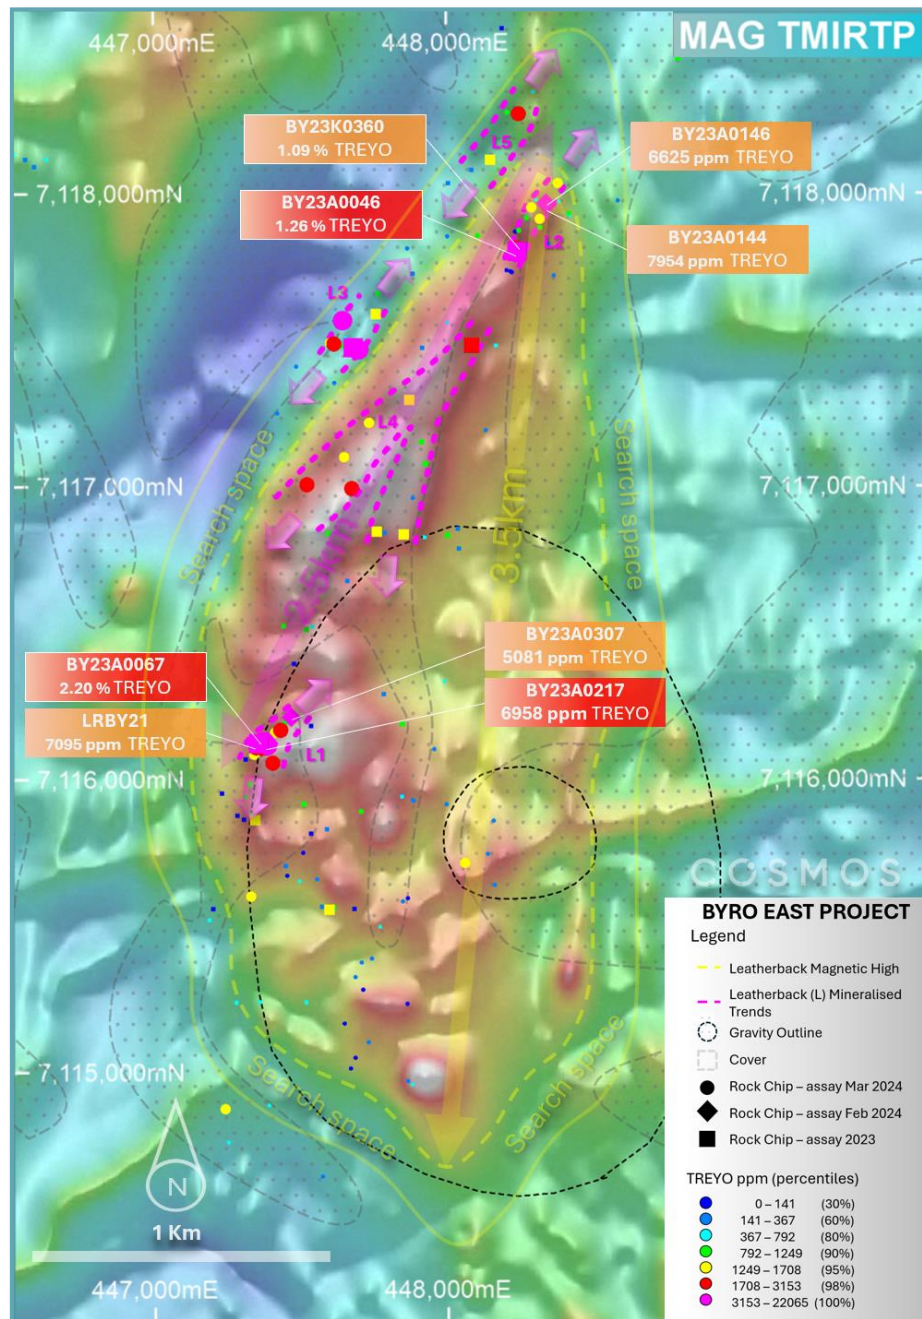 447,000mE
448,000mE
MAG TMIRTP
BY23K0360
1.09 % TREYO
BY23A0146
6625 ppm TREYO
L5
7,118,000mN
7,118,000mN
BY23A0046
1.26 % TREYO
BY23A0144
7954 ppm TREYO
L2
L3
L4
Search space
Search space
7,117,000mN
7,117,000mN
3.5km
2.5km
BY23A0307
5081 ppm TREYO
BY23A0067
2.20 % TREYO
BY23A0217
6958 ppm TREYO
LRBY21
7095 ppm TREYO
L1
7,116,000mN
7,116,000mN
COSMOS
7,115,000mN
Search space
Search space
N
1 Km
447,000mE
448,000mE
BYRO EAST PROJECT
Legend
Leatherback Magnetic High
Leatherback (L) Mineralised
Trends
Gravity Outline
Cover
Rock Chip – assay Mar 2024
Rock Chip – assay Feb 2024
Rock Chip – assay 2023
TREYO ppm (percentiles)
0 – 141 (30%)
141 – 367 (60%)
367 – 792 (80%)
792 – 1249 (90%)
1249 – 1708 (95%)
1708 – 3153 (98%)
3153 – 22065 (100%)